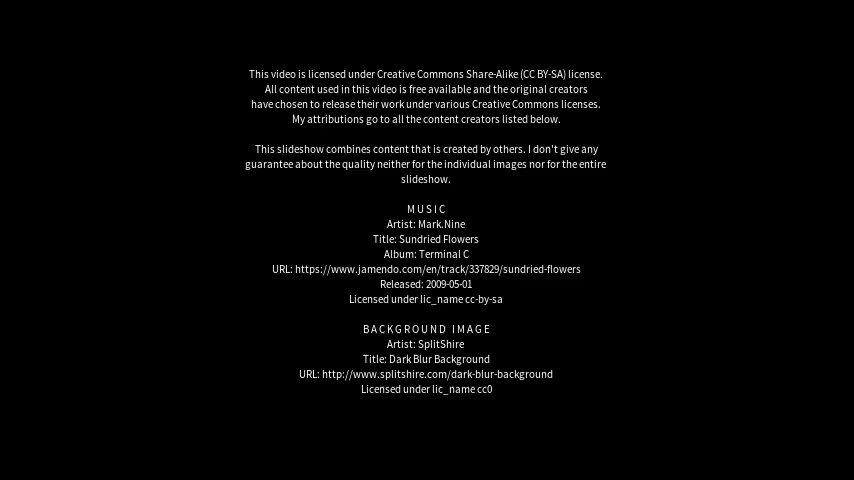 This video is licensed under Creative Commons Share-Alike (CC BY-SA) license.
All content used in this video is free available and the original creators
have chosen to release their work under various Creative Commons licenses.
My attributions go to all the content creators listed below.
This slideshow combines content that is created by others. I don't give any
guarantee about the quality neither for the individual images nor for the entire
slideshow.
MUSIC
Artist: Mark.Nine
Title: Sundried Flowers
Album: Terminal C
URL: https://www.jamendo.com/en/track/337829/sundried-flowers
Released: 2009-05-01
Licensed under lic_name cc-by-sa
BACKGROUND IMAGE
Artist: SplitShire
Title: Dark Blur Background
URL: http://www.splitshire.com/dark-blur-background
Licensed under lic_name cc0